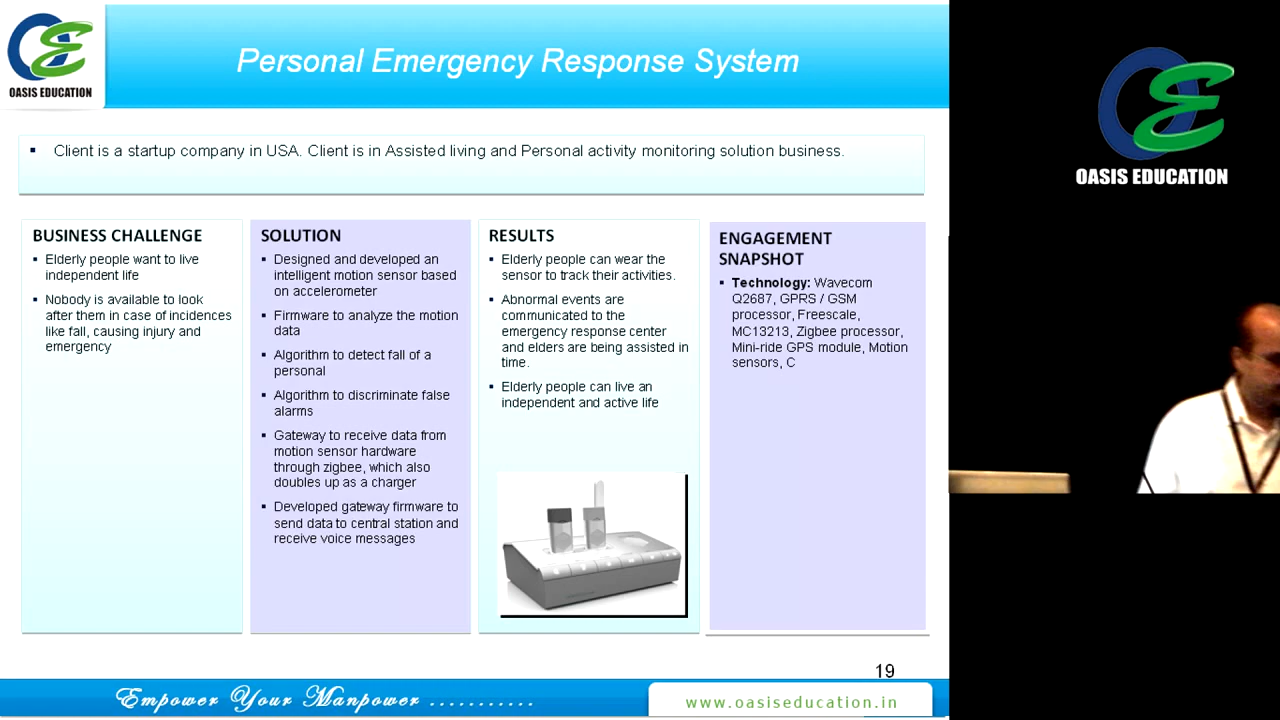 OASIS EDUCATION
Personal Emergency Response System
OASIS EDUCATION
▪ Client is a startup company in USA. Client is in Assisted living and Personal activity monitoring solution business.
BUSINESS CHALLENGE
▪ Elderly people want to live
independent life
▪ Nobody is available to look
after them in case of incidences
like fall, causing injury and
emergency
SOLUTION
▪ Designed and developed an
intelligent motion sensor based
on accelerometer
▪ Firmware to analyze the motion
data
▪ Algorithm to detect fall of a
personal
▪ Algorithm to discriminate false
alarms
▪ Gateway to receive data from
motion sensor hardware
through zigbee, which also
doubles up as a charger
▪ Developed gateway firmware to
send data to central station and
receive voice messages
RESULTS
▪ Elderly people can wear the
sensor to track their activities.
▪ Abnormal events are
communicated to the
emergency response center
and elders are being assisted in
time.
▪ Elderly people can live an
independent and active life
ENGAGEMENT
SNAPSHOT
▪ Technology: Wavecom
Q2687, GPRS / GSM
processor, Freescale,
MC13213, Zigbee processor,
Mini-ride GPS module, Motion
sensors, C
19
Empower Your Manpower ...........
www.oasiseducation.in